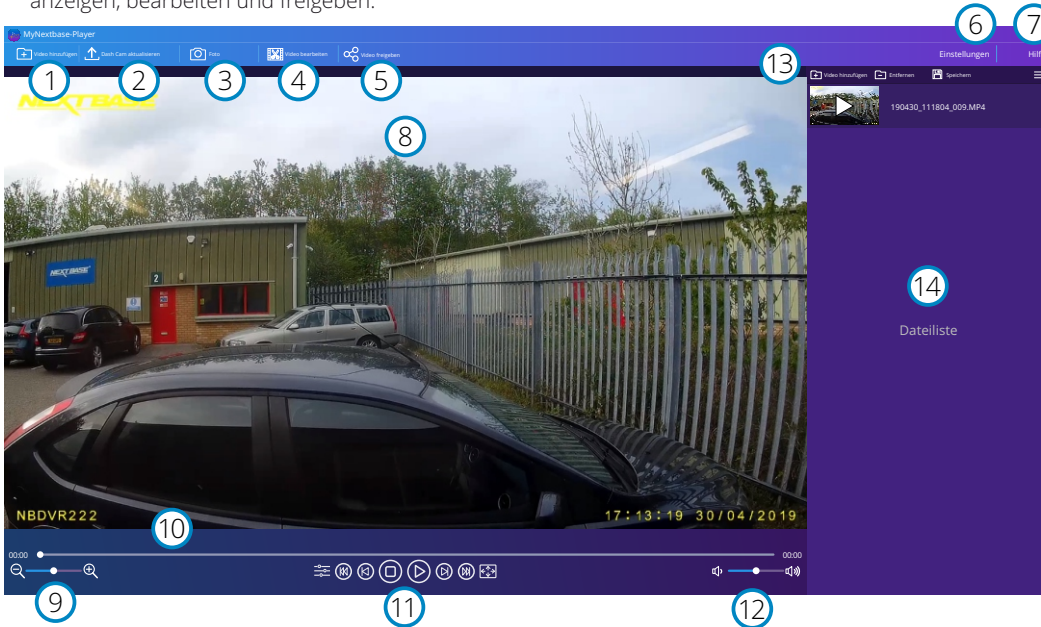 anzeigen, bearbeiten und freigeben.
6
7
MyNextbase-Player
Video hinzufügen
Dash Cam aktualisieren
Foto
Video bearbeiten
Video freigeben
Einstellungen
Hilf
1
2
3
4
5
13
Video hinzufügen
Entfernen
Speichern
NEXTBASE
190430_111804_009.MP4
8
NEXTBASE
2
14
Dateiliste
NBDVR222
17:13:19 30/04/2019
10
00:00
00:00
9
11
12